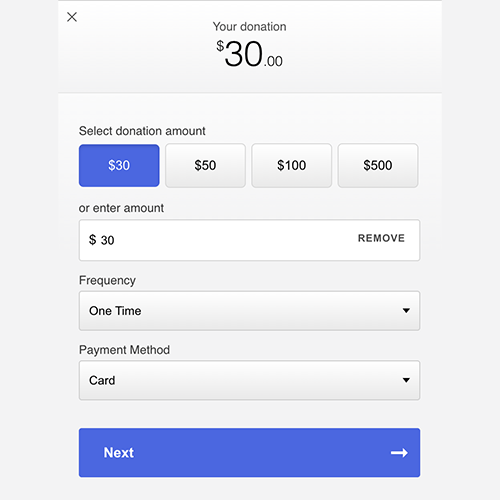 Your donation
$30.00
Select donation amount
$30 $50 $100 $500
or enter amount
$ 30 REMOVE
Frequency
One Time
Payment Method
Card
Next